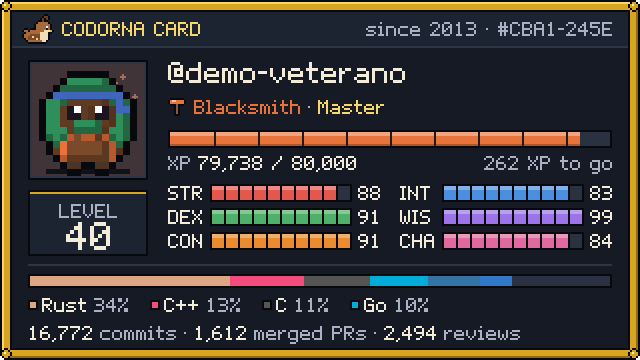 CODORNA CARD since 2013 · #CBA1-245E
@demo-veterano
Blacksmith · Master
XP 79,738 / 80,000 262 XP to go
STR 88 INT 83
DEX 91 WIS 99
CON 91 CHA 84
LEVEL
40
Rust 34% C++ 13% C 11% Go 10%
16,772 commits · 1,612 merged PRs · 2,494 reviews